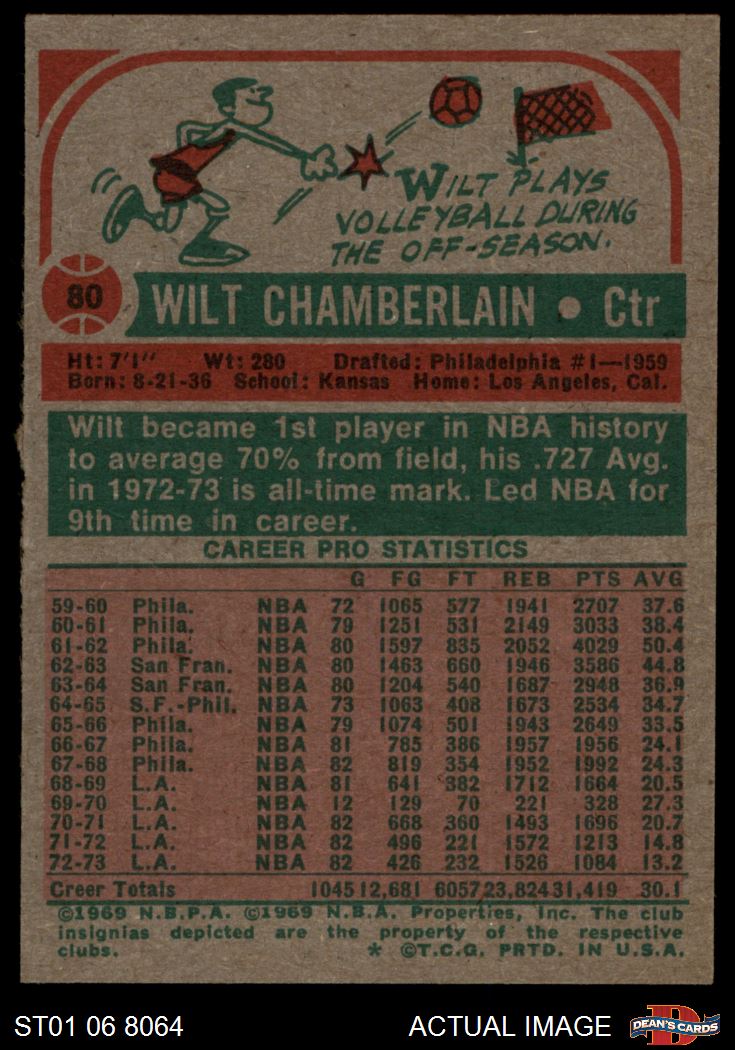 WILT PLAYS
VOLLEYBALL DURING
THE OFF-SEASON.
80 WILT CHAMBERLAIN • Ctr
Ht: 7'1" Wt: 280 Drafted: Philadelphia #1—1959
Born: 8-21-36 School: Kansas Home: Los Angeles, Cal.
Wilt became 1st player in NBA history
to average 70% from field, his .727 Avg.
in 1972-73 is all-time mark. Led NBA for
9th time in career.
CAREER PRO STATISTICS
G FG FT REB PTS AVG
59-60 Phila. NBA 72 1065 577 1941 2707 37.6
60-61 Phila. NBA 79 1251 531 2149 3033 38.4
61-62 Phila. NBA 80 1597 835 2052 4029 50.4
62-63 San Fran. NBA 80 1463 660 1946 3586 44.8
63-64 San Fran. NBA 80 1204 540 1687 2948 36.9
64-65 S.F.-Phil. NBA 73 1063 408 1673 2534 34.7
65-66 Phila. NBA 79 1074 501 1943 2649 33.5
66-67 Phila. NBA 81 785 386 1957 1956 24.1
67-68 Phila. NBA 82 819 354 1952 1992 24.3
68-69 L.A. NBA 81 641 382 1712 1664 20.5
69-70 L.A. NBA 12 129 70 221 328 27.3
70-71 L.A. NBA 82 668 360 1493 1696 20.7
71-72 L.A. NBA 82 496 221 1572 1213 14.8
72-73 L.A. NBA 82 426 232 1526 1084 13.2
Creer Totals 1045 12,681 6057 23,824 31,419 30.1
©1969 N.B.P.A. ©1969 N.B.A. Properties, Inc. The club
insignias depicted are the property of the respective
clubs. * ©T.C.G. PRTD. IN U.S.A.
ST01 06 8064 ACTUAL IMAGE DEAN'S CARDS